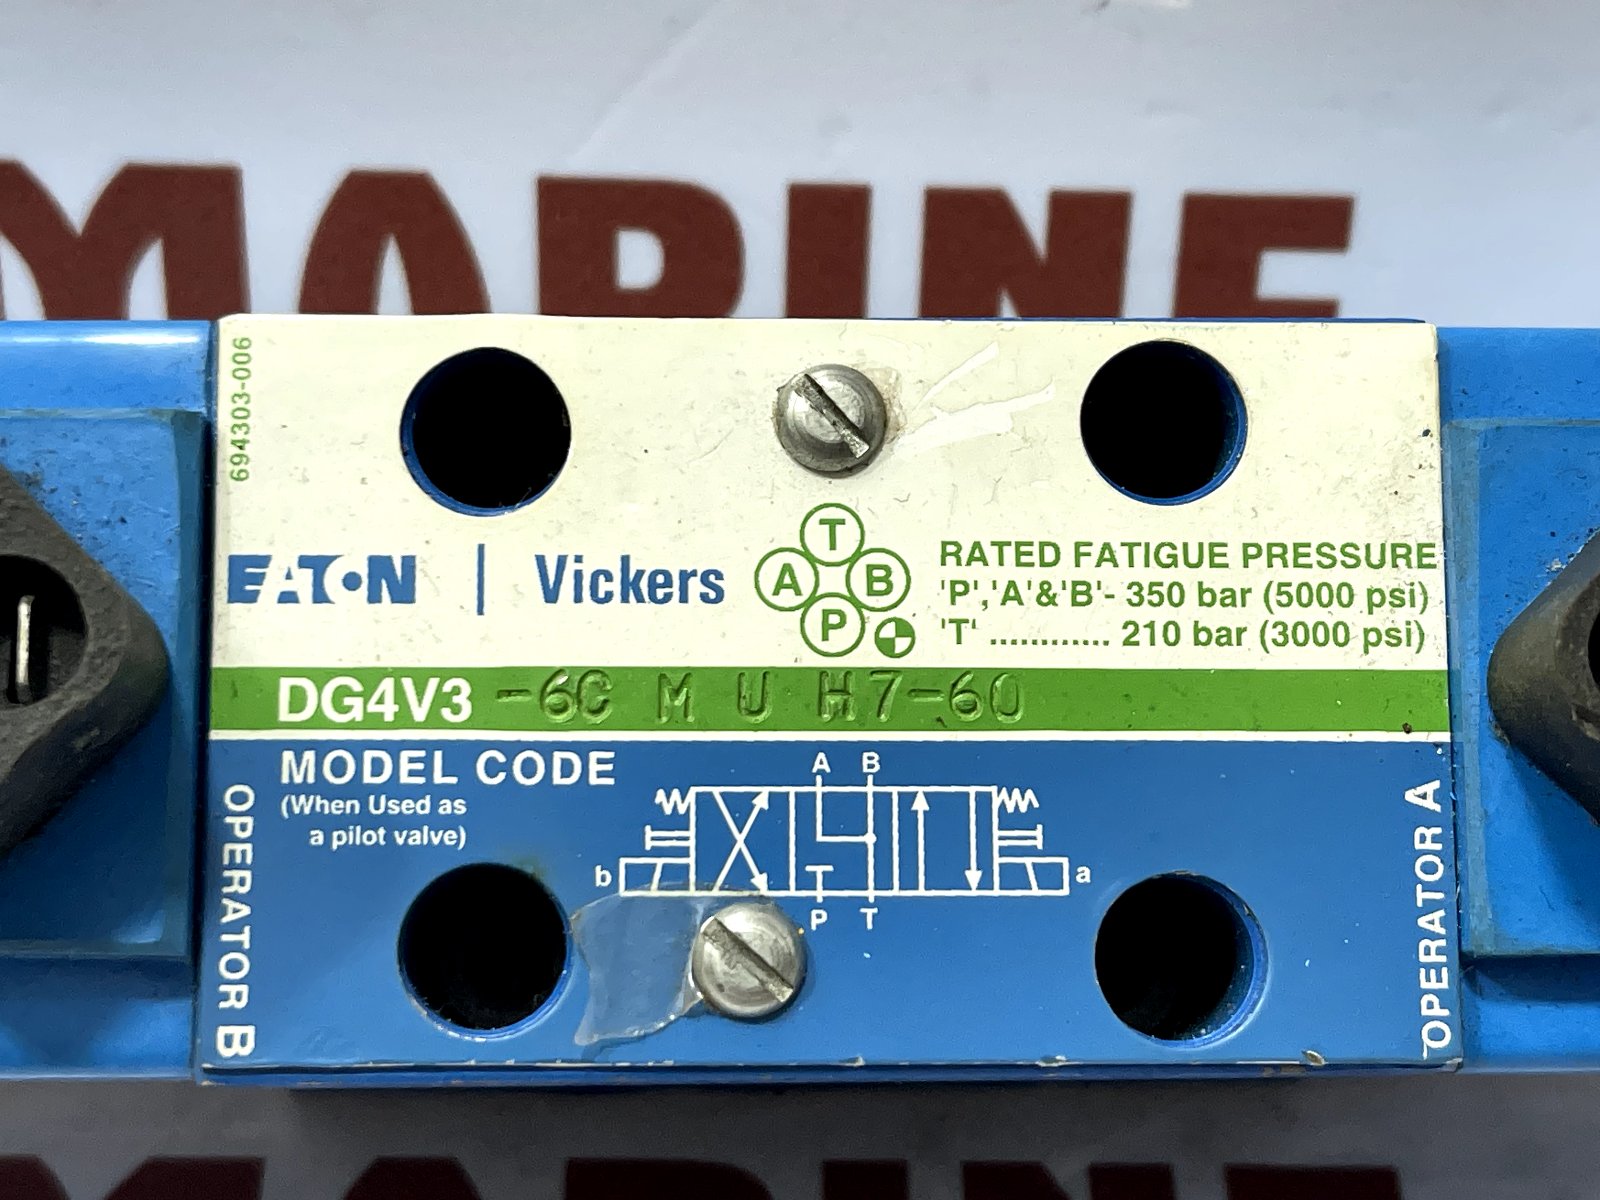 MARINE
694303-006
EATON | Vickers
T
A B
P
RATED FATIGUE PRESSURE
'P','A'&'B'- 350 bar (5000 psi)
'T' ............ 210 bar (3000 psi)
DG4V3 -6C M U H7-60
MODEL CODE
(When Used as
a pilot valve)
A B
b a
P T
OPERATOR B
OPERATOR A
MARINE